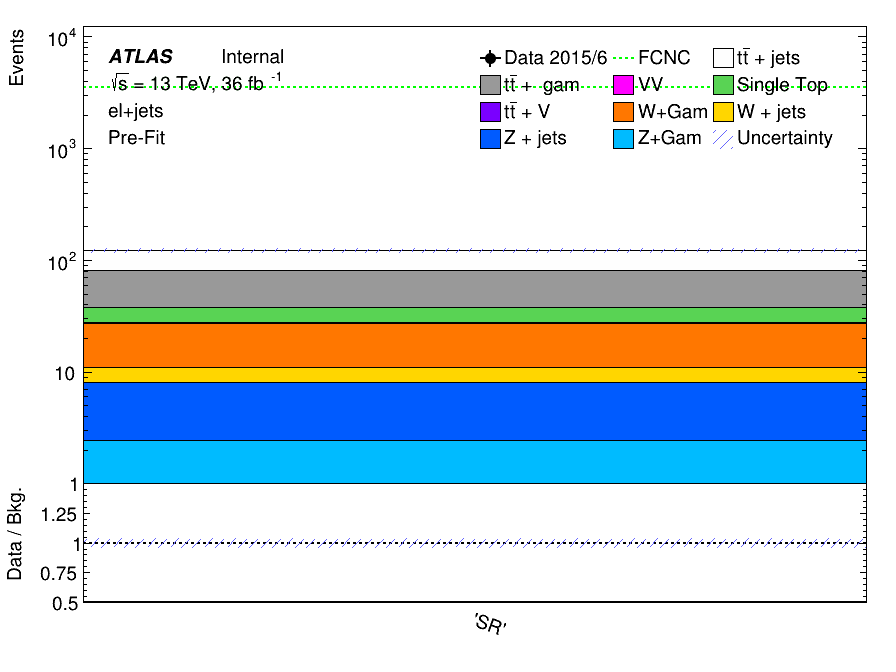 Events
10⁴
10³
10²
10
1
ATLAS Internal
√s = 13 TeV, 36 fb⁻¹
el+jets
Pre-Fit
Data 2015/6 FCNC tt̄ + jets
tt̄ + gam VV Single Top
tt̄ + V W+Gam W + jets
Z + jets Z+Gam Uncertainty
Data / Bkg.
1.25
1
0.75
0.5
'SR'